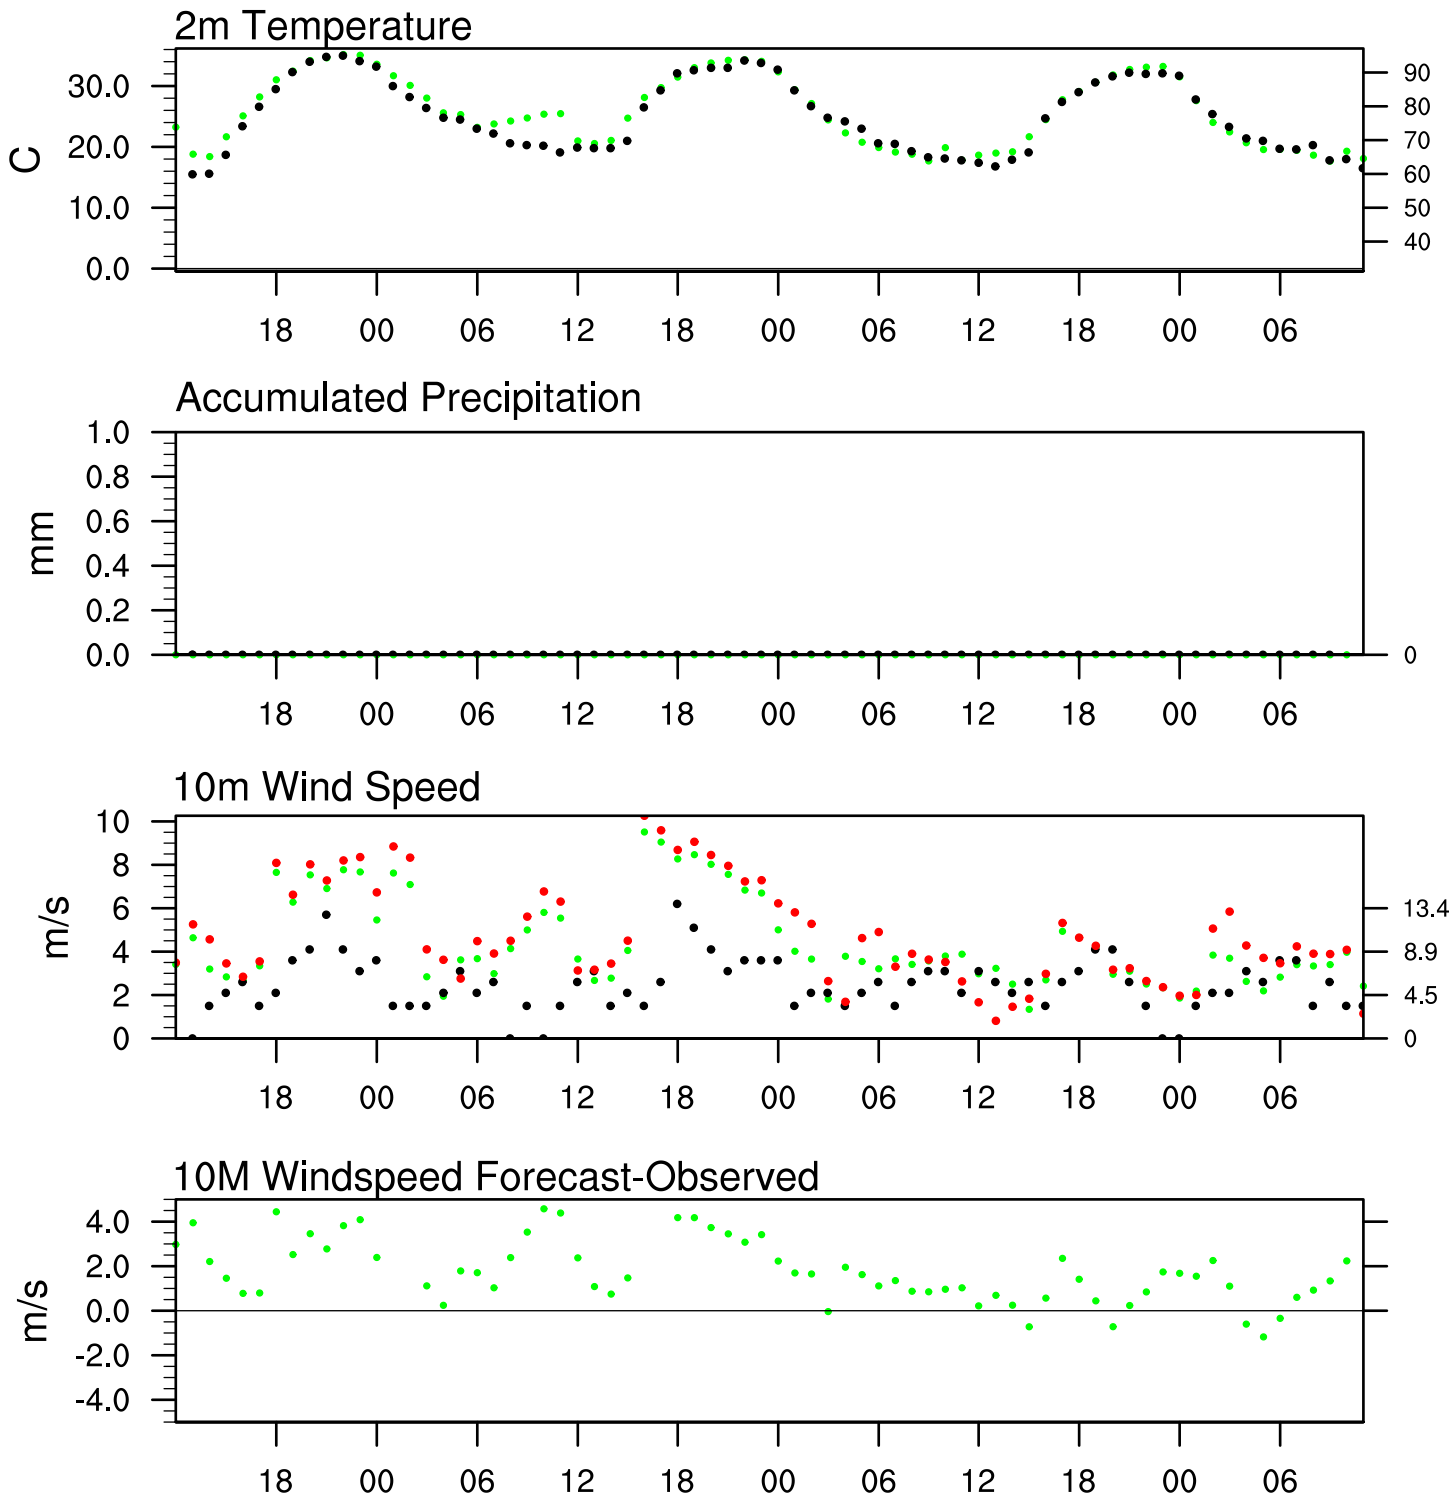 2m Temperature
30.0
20.0
10.0
0.0
C
90
80
70
60
50
40
18 00 06 12 18 00 06 12 18 00 06
Accumulated Precipitation
1.0
0.8
0.6
0.4
0.2
0.0
mm
0
18 00 06 12 18 00 06 12 18 00 06
10m Wind Speed
10
8
6
4
2
0
m/s
13.4
8.9
4.5
0
18 00 06 12 18 00 06 12 18 00 06
10M Windspeed Forecast-Observed
4.0
2.0
0.0
-2.0
-4.0
m/s
18 00 06 12 18 00 06 12 18 00 06